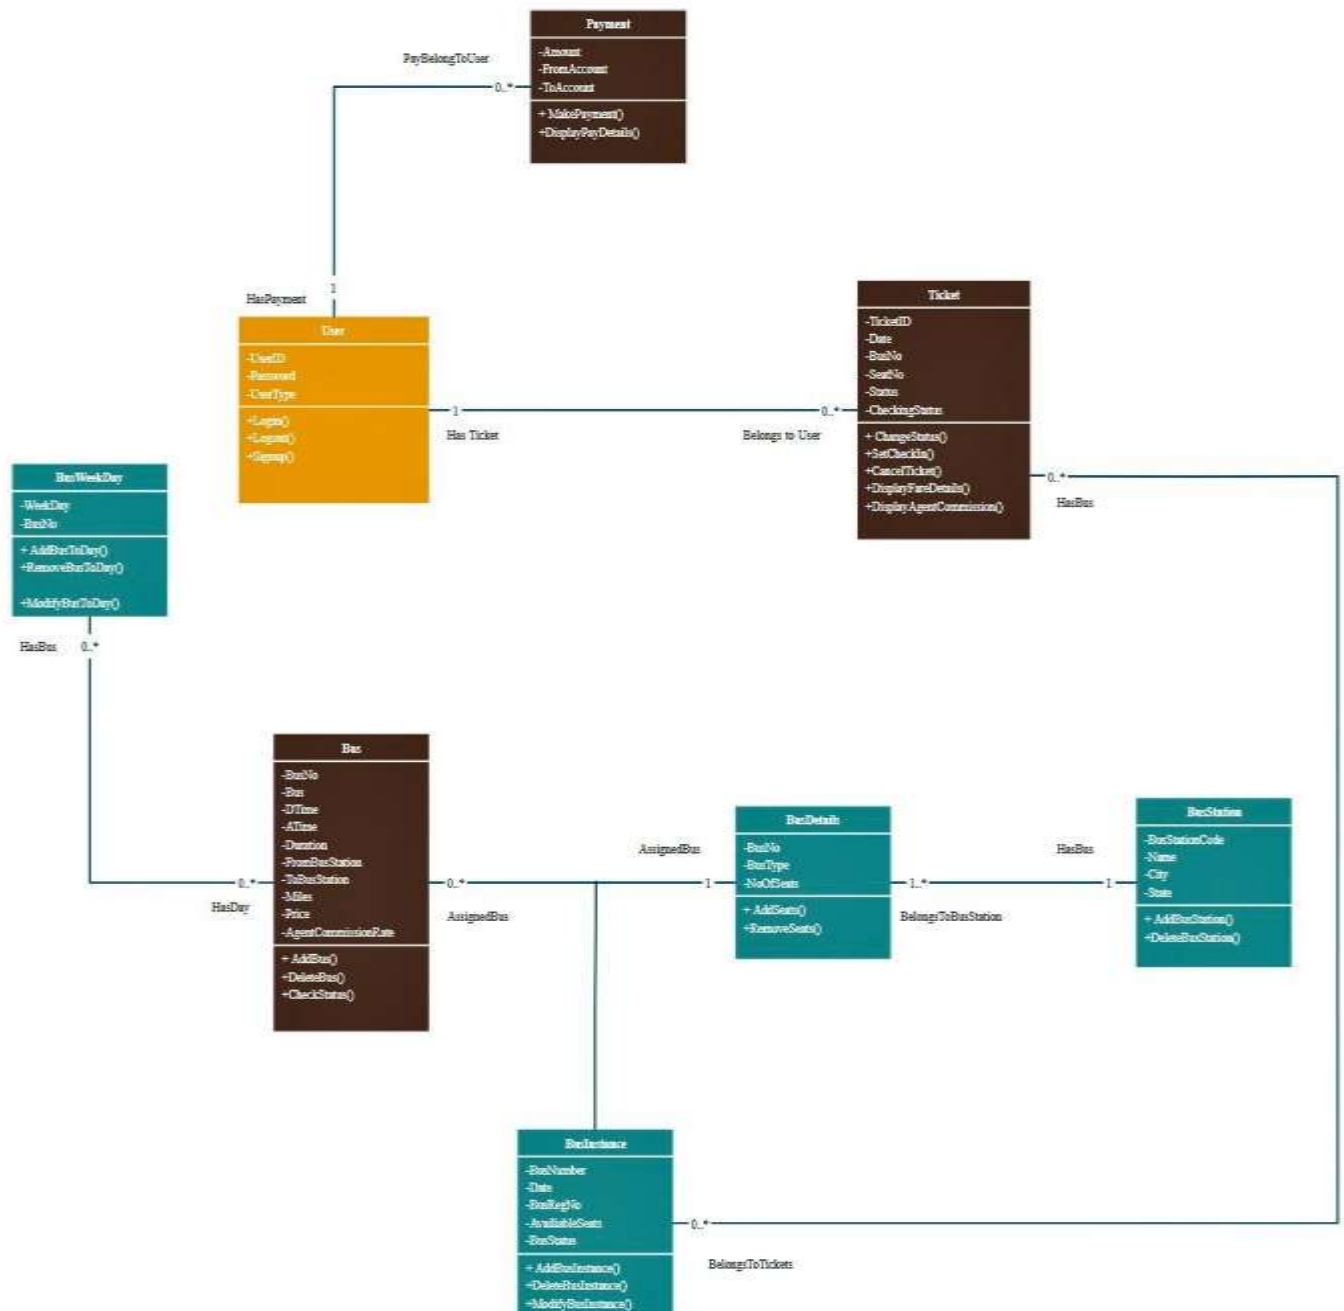 Payment
-Amount
-FromAccount
-ToAccount
+ MakePayment()
+DisplayPayDetails()
PayBelongToUser
0..*
1
HasPayment
User
-UserID
-Password
-UserType
+Login()
+Logout()
+Signup()
1
Has Ticket
0..*
Belongs to User
Ticket
-TicketID
-Date
-BusNo
-SeatNo
-Status
-CheckingStatus
+ ChangeStatus()
+SetCheckIn()
+CancelTicket()
+DisplayFareDetails()
+DisplayAgentCommission()
0..*
HasBus
BusWeekDay
-WeekDay
-BusNo
+ AddBusToDay()
+RemoveBusToDay()
+ModifyBusToDay()
HasBus
0..*
0..*
HasDay
Bus
-BusNo
-Bus
-DTime
-ATime
-Duration
-FromBusStation
-ToBusStation
-Miles
-Price
-AgentCommissionRate
+ AddBus()
+DeleteBus()
+CheckStatus()
0..*
AssignedBus
AssignedBus
1
BusDetails
-BusNo
-BusType
-NoOfSeats
+ AddSeats()
+RemoveSeats()
1..*
BelongsToBusStation
HasBus
1
BusStation
-BusStationCode
-Name
-City
-State
+ AddBusStation()
+DeleteBusStation()
BusInstance
-BusNumber
-Date
-BusRegNo
-AvailiableSeats
-BusStatus
+ AddBusInstance()
+DeleteBusInstance()
+ModifyBusInstance()
0..*
BelongsToTickets